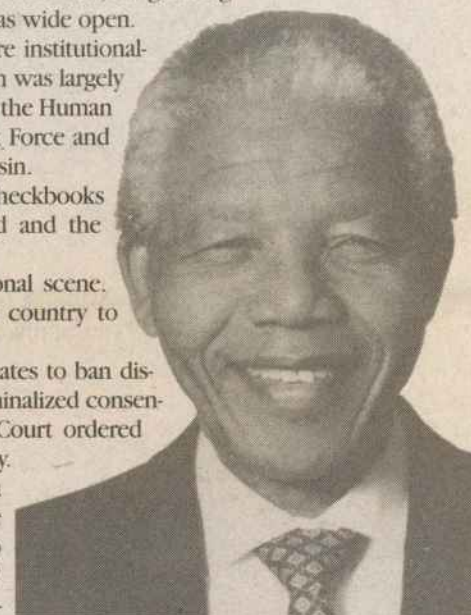 as wide open.
re institutional-
n was largely
the Human
Force and
sin.
heckbooks
d and the
onal scene.
country to
ates to ban dis-
minalized consen-
Court ordered
y.